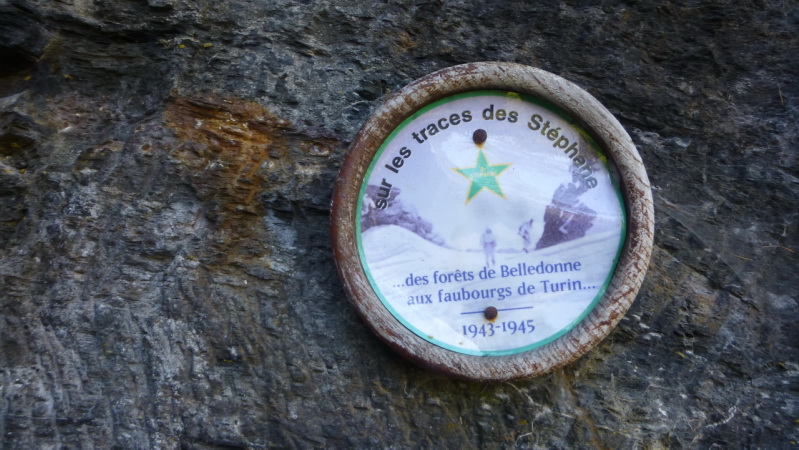 sur les traces des Stéphane
...des forêts de Belledonne
aux faubourgs de Turin...
1943-1945